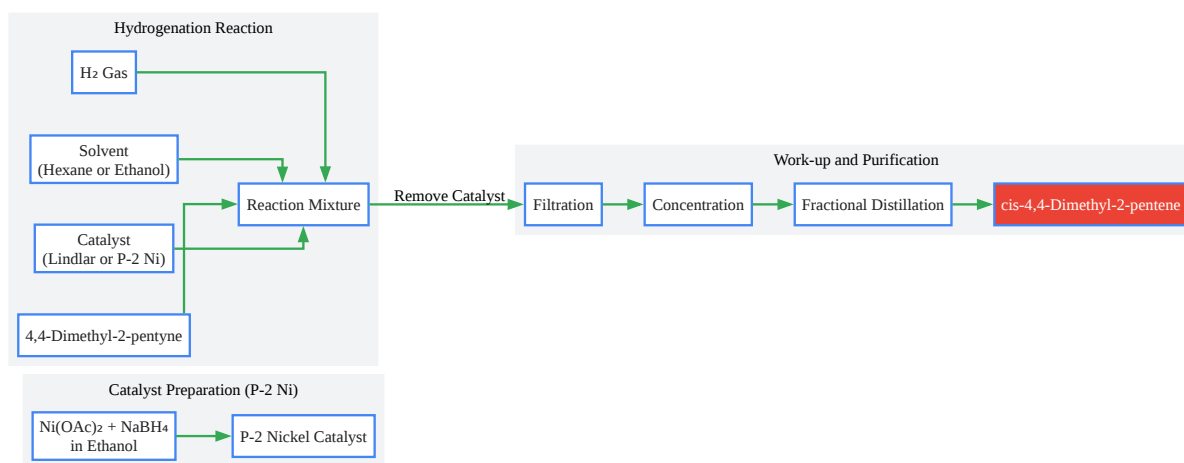 Hydrogenation Reaction
H₂ Gas
Solvent
(Hexane or Ethanol)
Reaction Mixture
Catalyst
(Lindlar or P-2 Ni)
4,4-Dimethyl-2-pentyne
Remove Catalyst
Work-up and Purification
Filtration
Concentration
Fractional Distillation
cis-4,4-Dimethyl-2-pentene
Catalyst Preparation (P-2 Ni)
Ni(OAc)₂ + NaBH₄
in Ethanol
P-2 Nickel Catalyst